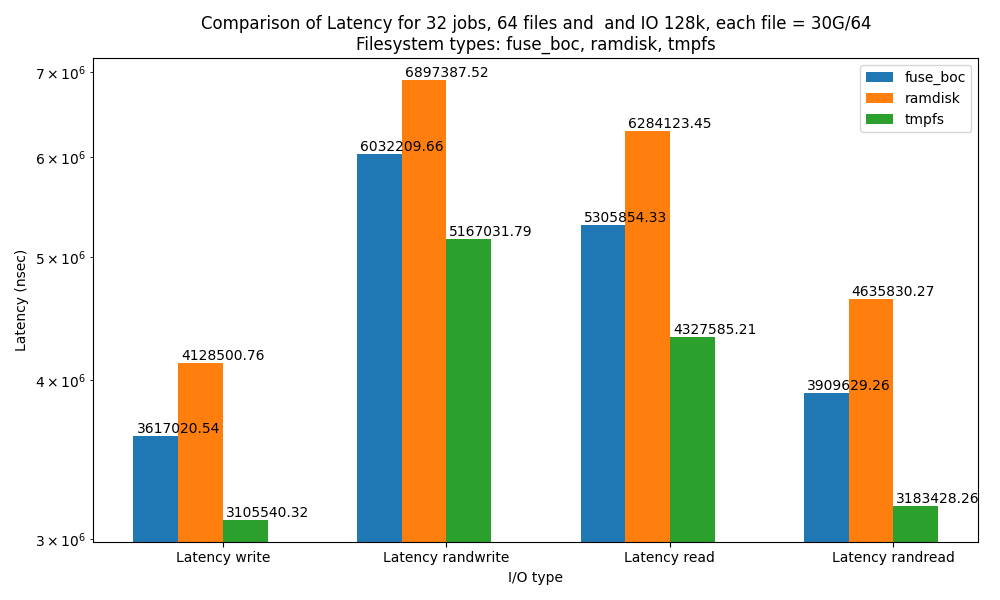 Comparison of Latency for 32 jobs, 64 files and  and IO 128k, each file = 30G/64
Filesystem types: fuse_boc, ramdisk, tmpfs
fuse_boc
ramdisk
tmpfs
Latency (nsec)
7 × 10⁶
6 × 10⁶
5 × 10⁶
4 × 10⁶
3 × 10⁶
3617020.54
4128500.76
3105540.32
6032209.66
6897387.52
5167031.79
5305854.33
6284123.45
4327585.21
3909629.26
4635830.27
3183428.26
Latency write
Latency randwrite
Latency read
Latency randread
I/O type